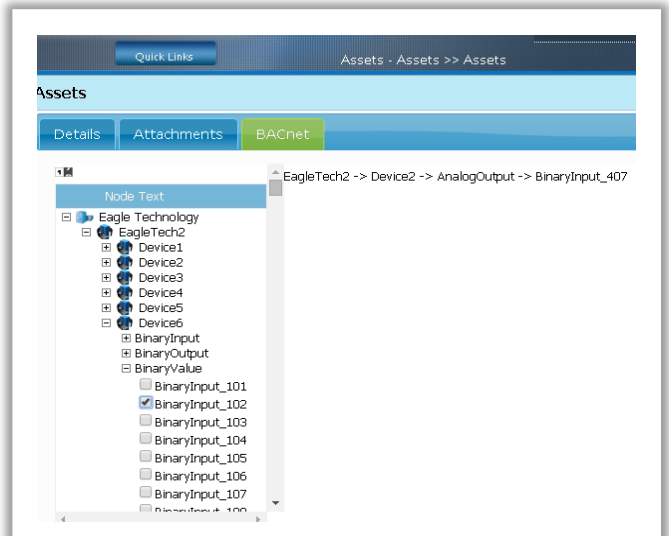 Quick Links
Assets - Assets >> Assets
Assets
Details
Attachments
BACnet
EagleTech2 -> Device2 -> AnalogOutput -> BinaryInput_407
Node Text
Eagle Technology
EagleTech2
Device1
Device2
Device3
Device4
Device5
Device6
BinaryInput
BinaryOutput
BinaryValue
BinaryInput_101
BinaryInput_102
BinaryInput_103
BinaryInput_104
BinaryInput_105
BinaryInput_106
BinaryInput_107